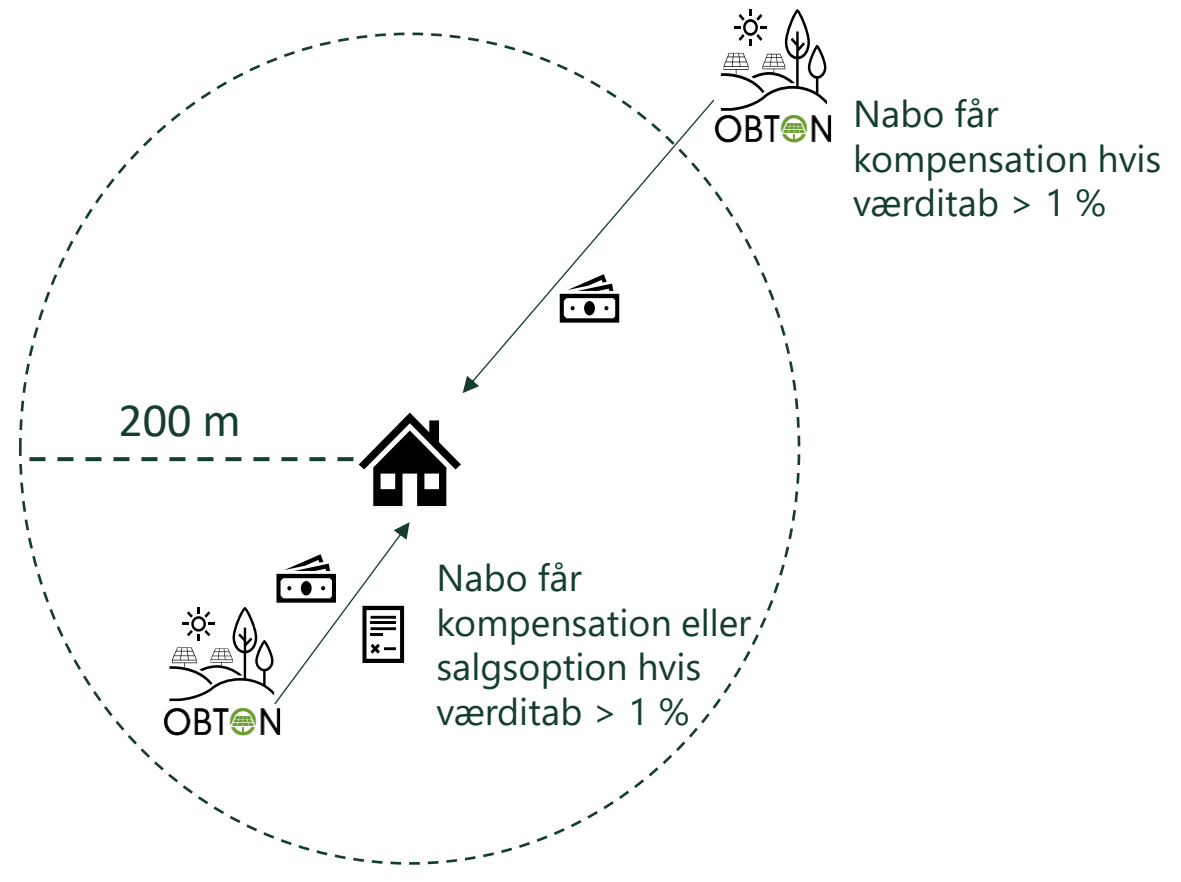 OBTON
Nabo får
kompensation hvis
værditab > 1 %
200 m
Nabo får
kompensation eller
salgsoption hvis
værditab > 1 %
OBTON